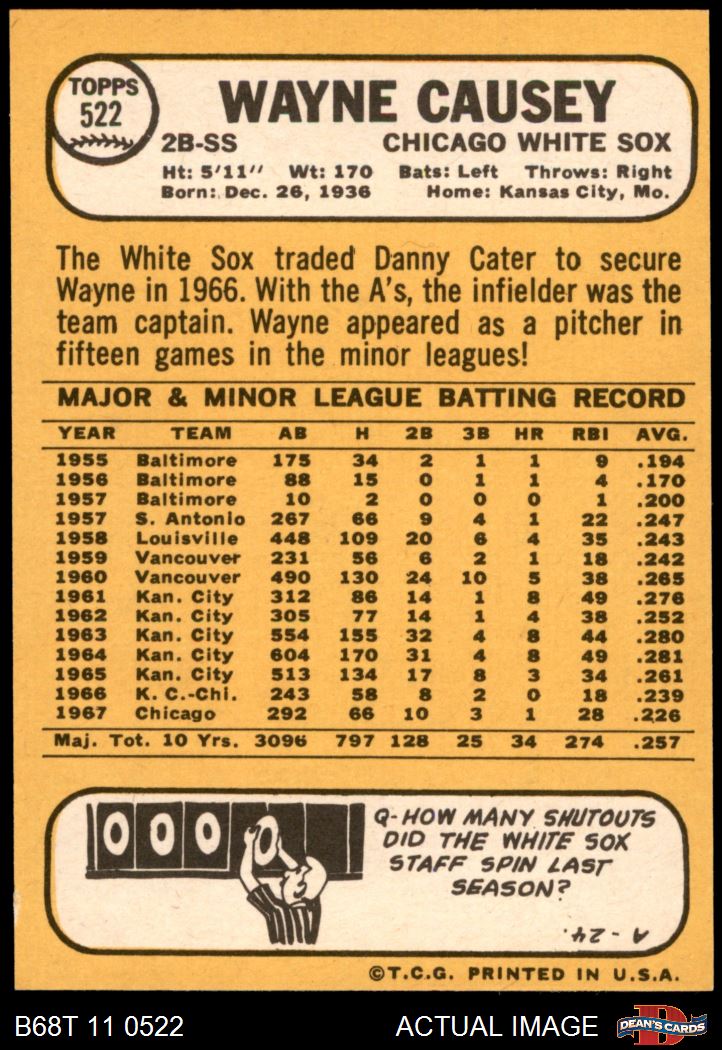 TOPPS
522
WAYNE CAUSEY
2B-SS CHICAGO WHITE SOX
Ht: 5'11'' Wt: 170 Bats: Left Throws: Right
Born: Dec. 26, 1936 Home: Kansas City, Mo.
The White Sox traded Danny Cater to secure
Wayne in 1966. With the A's, the infielder was the
team captain. Wayne appeared as a pitcher in
fifteen games in the minor leagues!
MAJOR & MINOR LEAGUE BATTING RECORD
YEAR TEAM AB H 2B 3B HR RBI AVG.
1955 Baltimore 175 34 2 1 1 9 .194
1956 Baltimore 88 15 0 1 1 4 .170
1957 Baltimore 10 2 0 0 0 1 .200
1957 S. Antonio 267 66 9 4 1 22 .247
1958 Louisville 448 109 20 6 4 35 .243
1959 Vancouver 231 56 6 2 1 18 .242
1960 Vancouver 490 130 24 10 5 38 .265
1961 Kan. City 312 86 14 1 8 49 .276
1962 Kan. City 305 77 14 1 4 38 .252
1963 Kan. City 554 155 32 4 8 44 .280
1964 Kan. City 604 170 31 4 8 49 .281
1965 Kan. City 513 134 17 8 3 34 .261
1966 K. C.-Chi. 243 58 8 2 0 18 .239
1967 Chicago 292 66 10 3 1 28 .226
Maj. Tot. 10 Yrs. 3096 797 128 25 34 274 .257
0 0 0 0
Q-HOW MANY SHUTOUTS
DID THE WHITE SOX
STAFF SPIN LAST
SEASON?
A-24.
©T.C.G. PRINTED IN U.S.A.
B68T 11 0522 ACTUAL IMAGE D DEAN'S CARDS